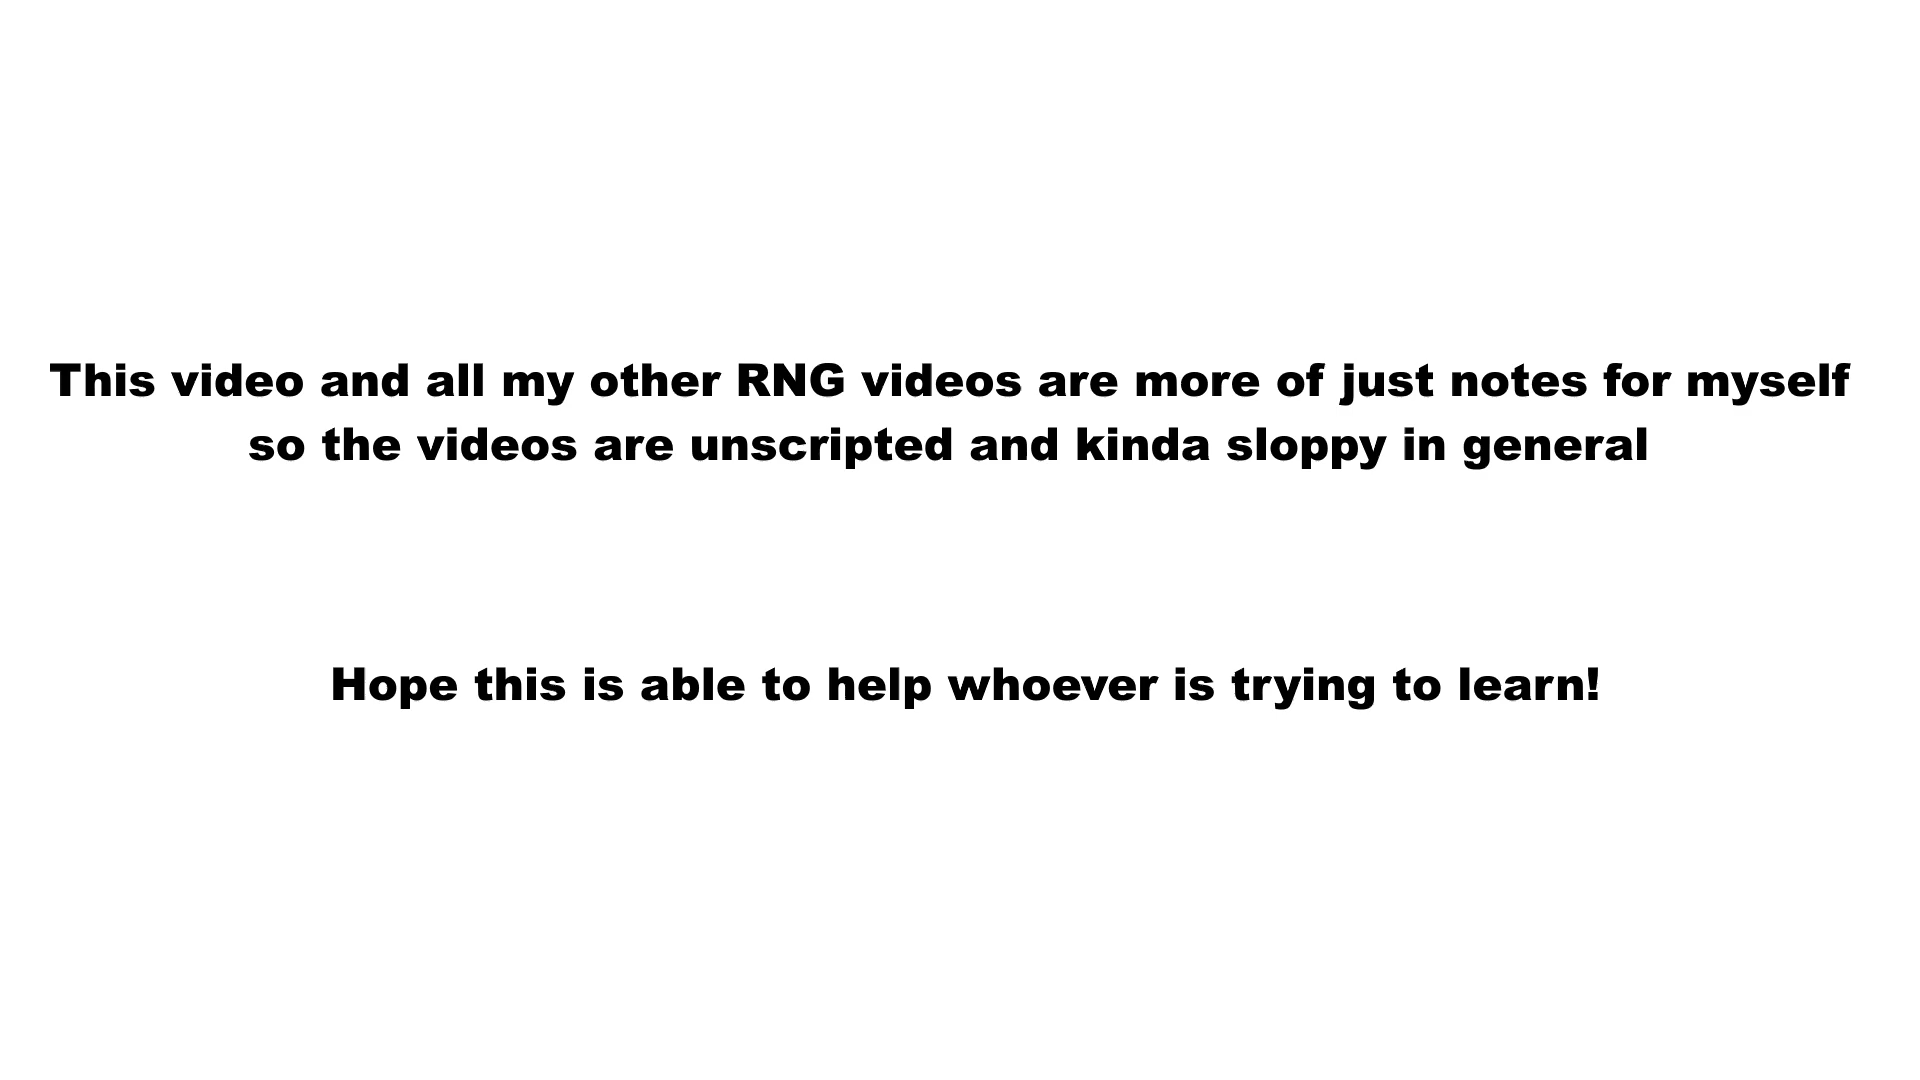 This video and all my other RNG videos are more of just notes for myself
so the videos are unscripted and kinda sloppy in general
Hope this is able to help whoever is trying to learn!